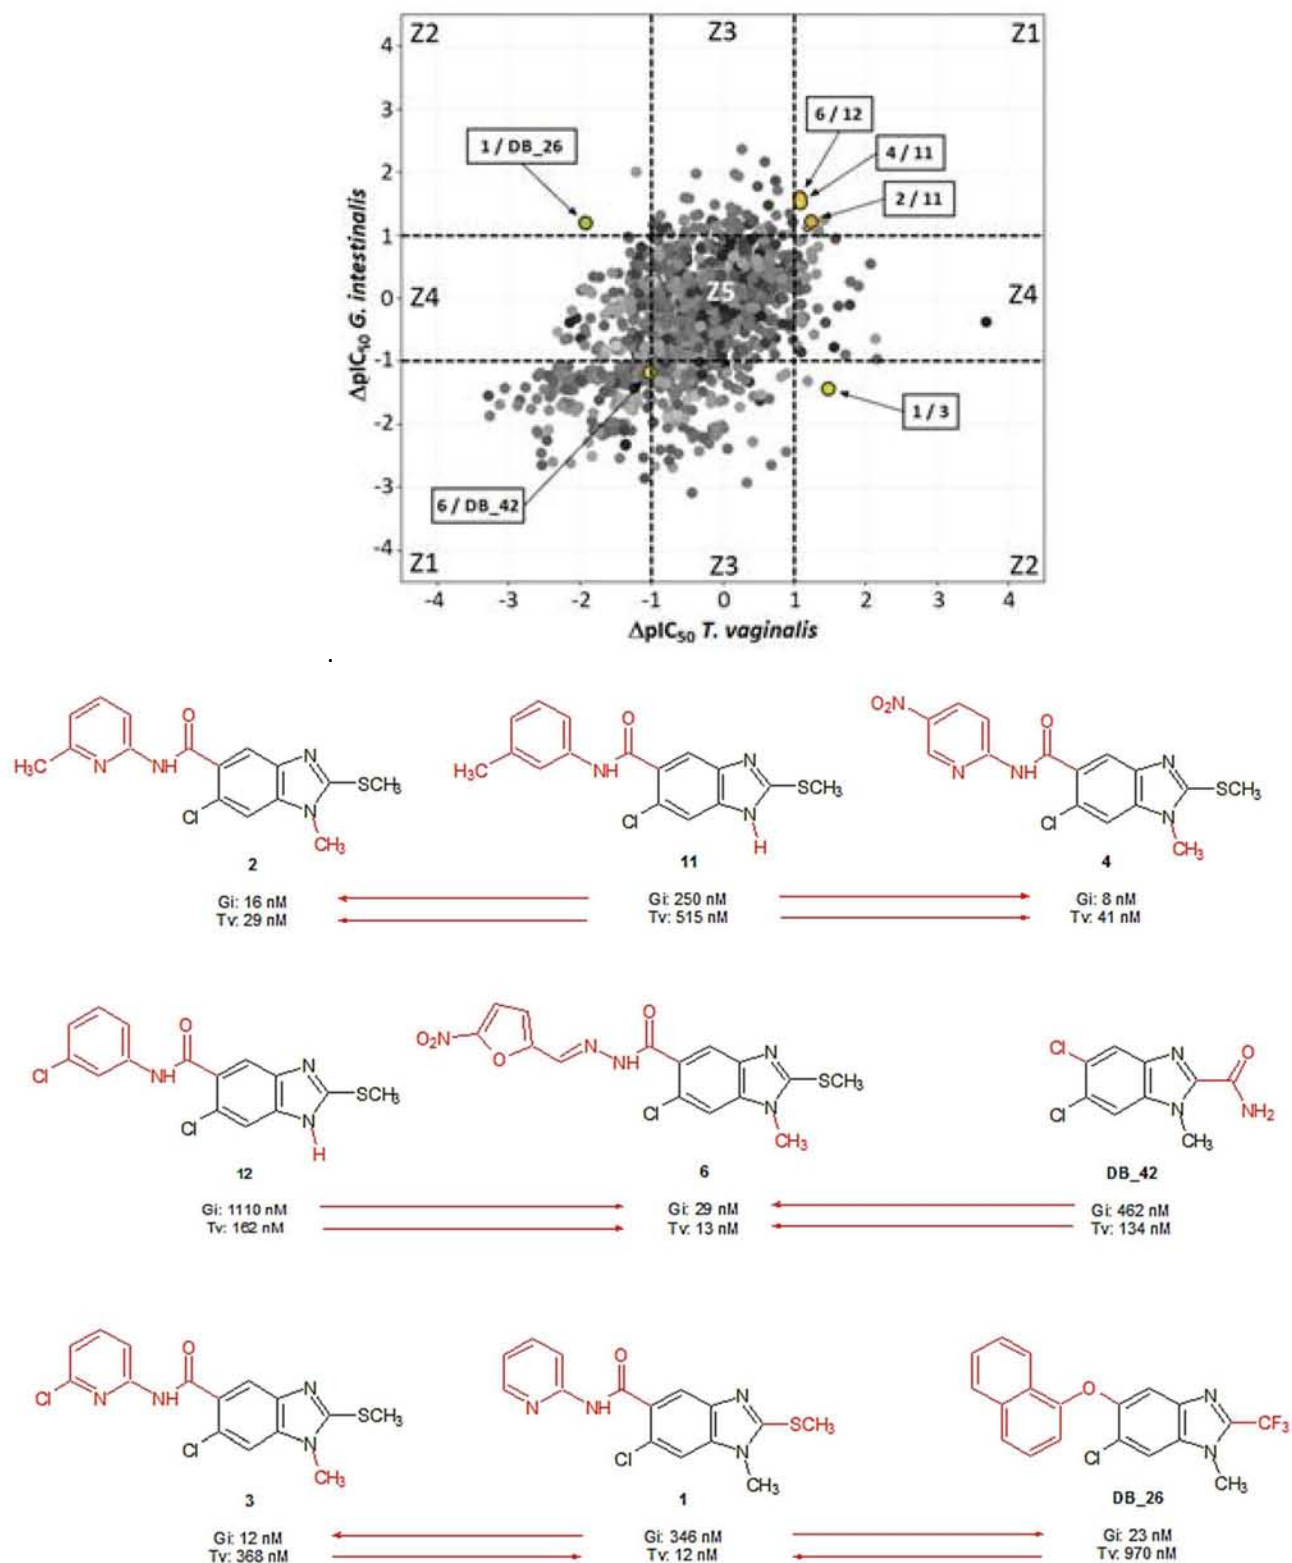 Z2 Z3 Z1
4
3
6 / 12
1 / DB_26
4 / 11
2
2 / 11
1
ΔpIC50 G. intestinalis
Z4 0 Z5 Z4
-1
1 / 3
-2
-3
6 / DB_42
-4
Z1 Z3 Z2
-4 -3 -2 -1 0 1 2 3 4
ΔpIC50 T. vaginalis
.
H3C N NH O Cl N N SCH3 CH3
2
Gi: 16 nM
Tv: 29 nM
H3C NH O Cl N N SCH3 H
11
Gi: 250 nM
Tv: 515 nM
O2N N NH O Cl N N SCH3 CH3
4
Gi: 8 nM
Tv: 41 nM
Cl NH O Cl N N SCH3 H
12
Gi: 1110 nM
Tv: 162 nM
O2N O N NH O Cl N N SCH3 CH3
6
Gi: 29 nM
Tv: 13 nM
Cl Cl N N O NH2 CH3
DB_42
Gi: 462 nM
Tv: 134 nM
Cl N NH O Cl N N SCH3 CH3
3
Gi: 12 nM
Tv: 368 nM
N NH O Cl N N SCH3 CH3
1
Gi: 346 nM
Tv: 12 nM
O Cl N N CF3 CH3
DB_26
Gi: 23 nM
Tv: 970 nM